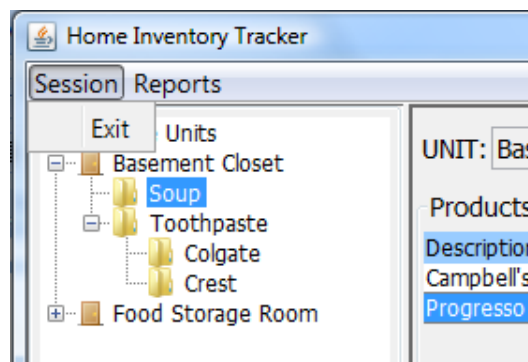 Home Inventory Tracker
Session Reports
Exit
Units
Basement Closet
Soup
Toothpaste
Colgate
Crest
Food Storage Room
UNIT: Bas
Products
Description
Campbell's
Progresso